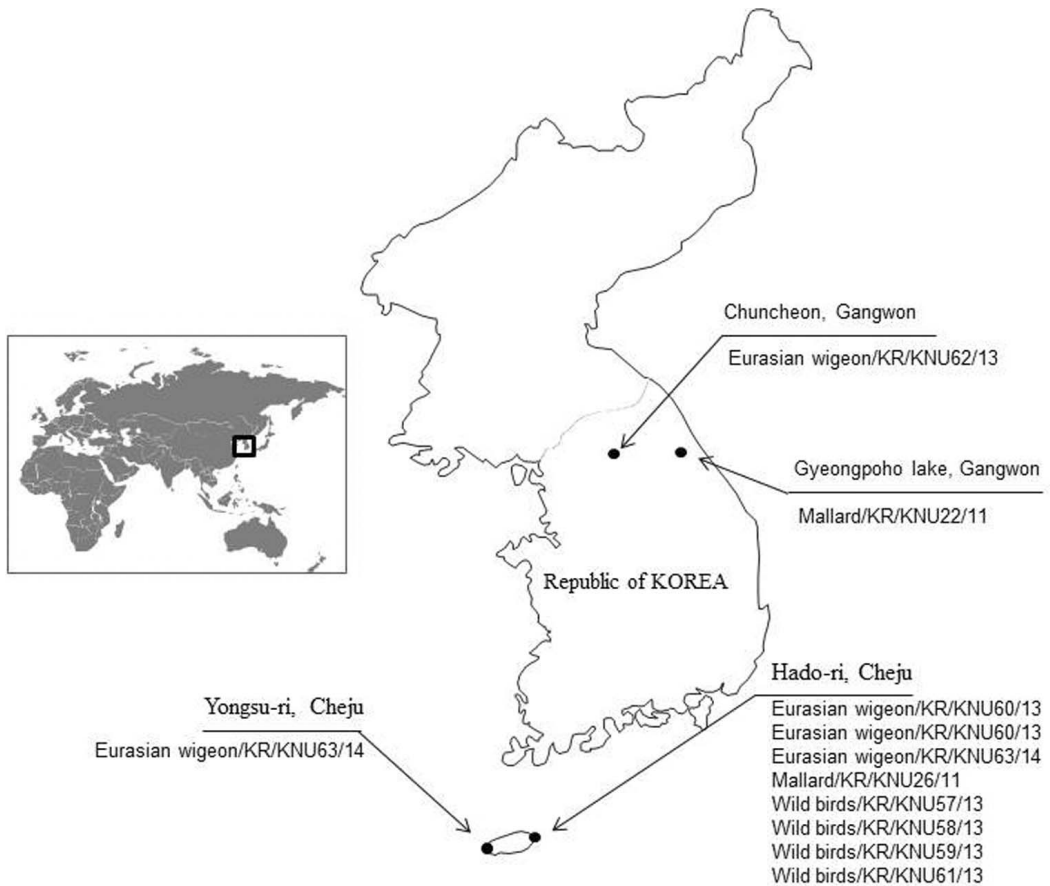 Chuncheon, Gangwon
Eurasian wigeon/KR/KNU62/13
Gyeongpoho lake, Gangwon
Mallard/KR/KNU22/11
Republic of KOREA
Yongsu-ri, Cheju
Eurasian wigeon/KR/KNU63/14
Hado-ri, Cheju
Eurasian wigeon/KR/KNU60/13
Eurasian wigeon/KR/KNU60/13
Eurasian wigeon/KR/KNU63/14
Mallard/KR/KNU26/11
Wild birds/KR/KNU57/13
Wild birds/KR/KNU58/13
Wild birds/KR/KNU59/13
Wild birds/KR/KNU61/13